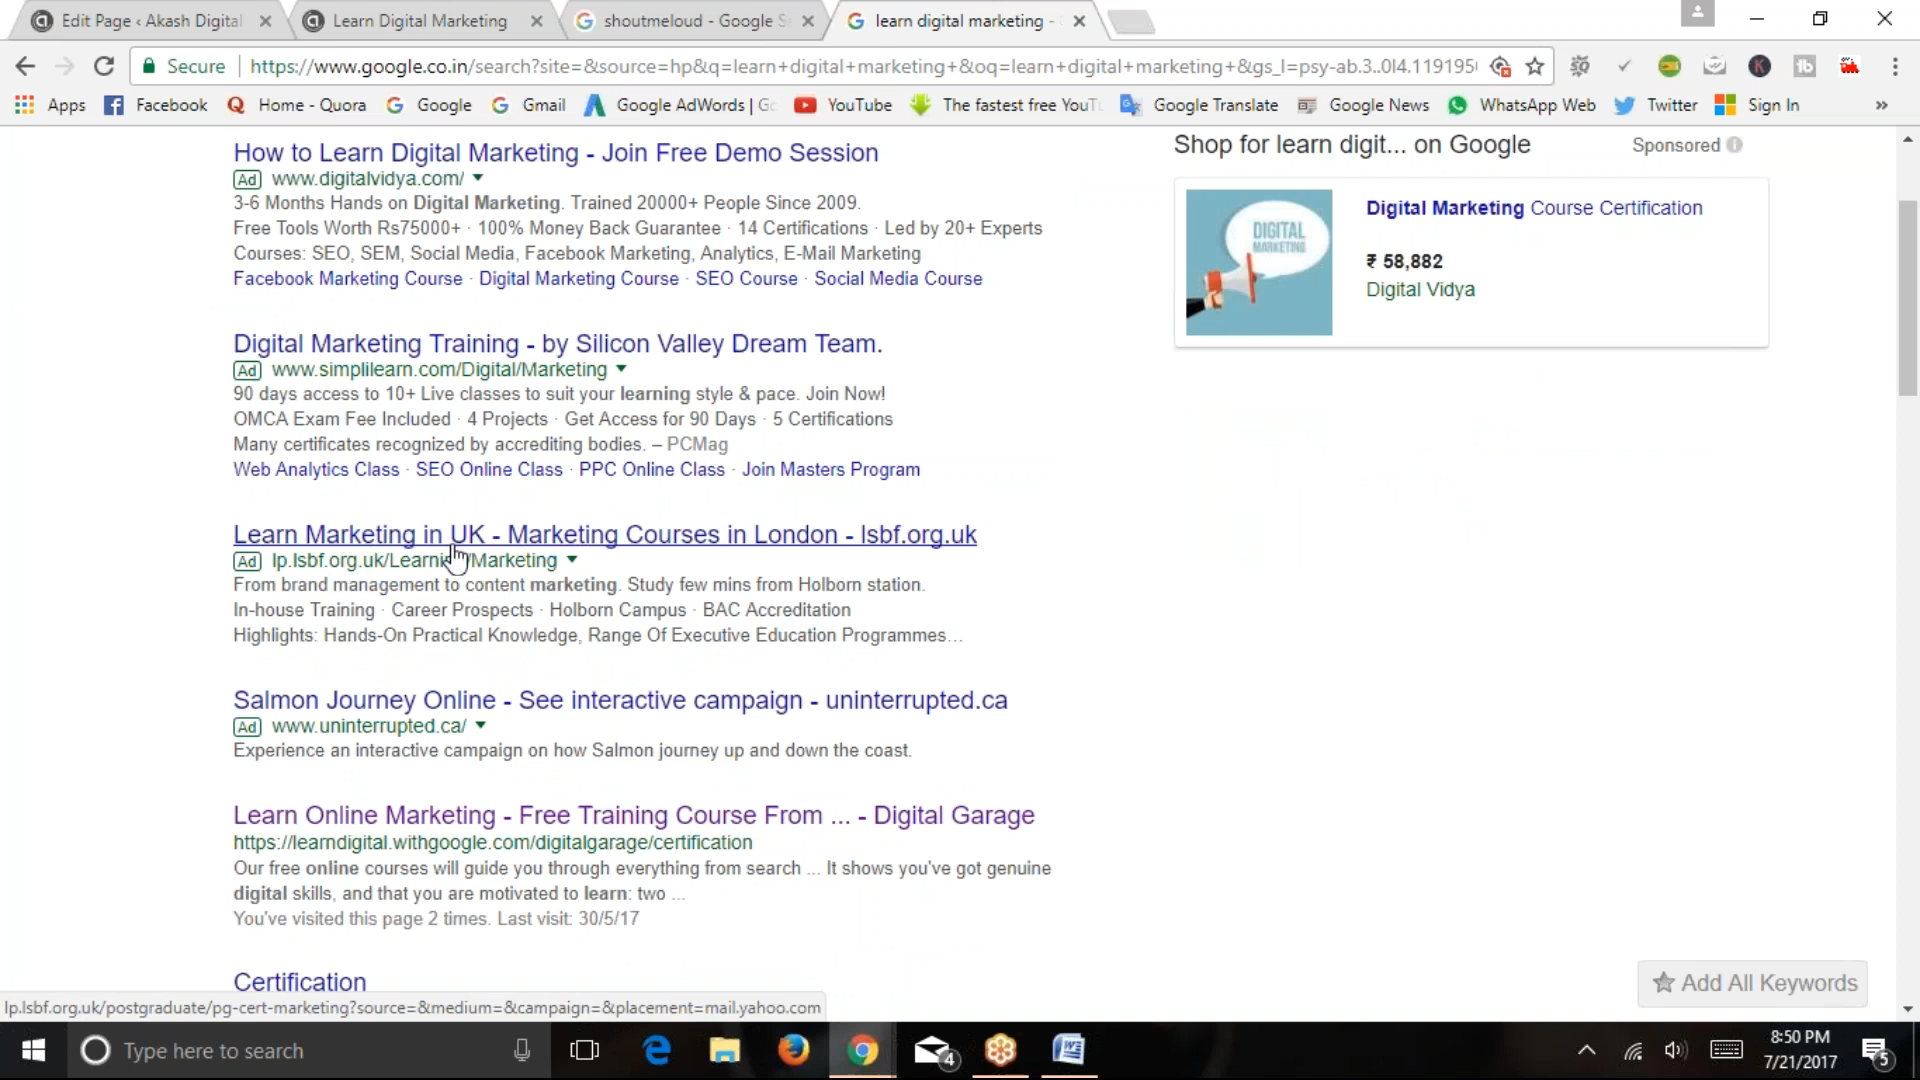 Edit Page ‹ Akash Digital
Learn Digital Marketing
shoutmeloud - Google S
learn digital marketing -
Secure
https://www.google.co.in/search?site=&source=hp&q=learn+digital+marketing+&oq=learn+digital+marketing+&gs_l=psy-ab.3..0l4.119195
Apps
Facebook
Home - Quora
Google
Gmail
Google AdWords | Go
YouTube
The fastest free YouT
Google Translate
Google News
WhatsApp Web
Twitter
Sign In
»
How to Learn Digital Marketing - Join Free Demo Session
Ad www.digitalvidya.com/
3-6 Months Hands on Digital Marketing. Trained 20000+ People Since 2009.
Free Tools Worth Rs75000+ · 100% Money Back Guarantee · 14 Certifications · Led by 20+ Experts
Courses: SEO, SEM, Social Media, Facebook Marketing, Analytics, E-Mail Marketing
Facebook Marketing Course · Digital Marketing Course · SEO Course · Social Media Course
Digital Marketing Training - by Silicon Valley Dream Team.
Ad www.simplilearn.com/Digital/Marketing
90 days access to 10+ Live classes to suit your learning style & pace. Join Now!
OMCA Exam Fee Included · 4 Projects · Get Access for 90 Days · 5 Certifications
Many certificates recognized by accrediting bodies. – PCMag
Web Analytics Class · SEO Online Class · PPC Online Class · Join Masters Program
Learn Marketing in UK - Marketing Courses in London - lsbf.org.uk
Ad lp.lsbf.org.uk/Learni /Marketing
From brand management to content marketing. Study few mins from Holborn station.
In-house Training · Career Prospects · Holborn Campus · BAC Accreditation
Highlights: Hands-On Practical Knowledge, Range Of Executive Education Programmes…
Salmon Journey Online - See interactive campaign - uninterrupted.ca
Ad www.uninterrupted.ca/
Experience an interactive campaign on how Salmon journey up and down the coast.
Learn Online Marketing - Free Training Course From ... - Digital Garage
https://learndigital.withgoogle.com/digitalgarage/certification
Our free online courses will guide you through everything from search ... It shows you've got genuine
digital skills, and that you are motivated to learn: two ...
You've visited this page 2 times. Last visit: 30/5/17
Certification
Shop for learn digit... on Google
Sponsored
DIGITAL
MARKETING
Digital Marketing Course Certification
₹ 58,882
Digital Vidya
Add All Keywords
lp.lsbf.org.uk/postgraduate/pg-cert-marketing?source=&medium=&campaign=&placement=mail.yahoo.com
Type here to search
4
8:50 PM
7/21/2017
5